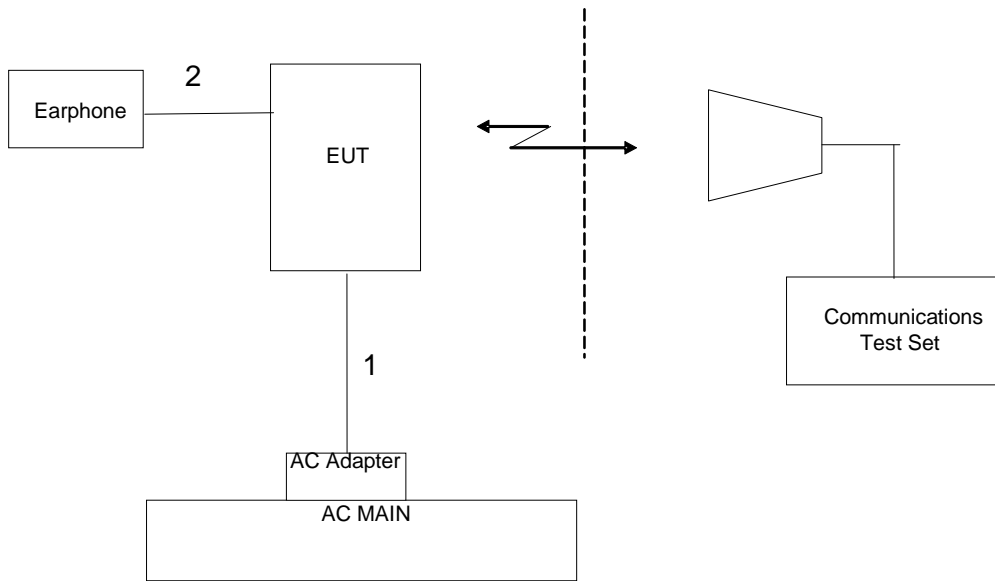 2
Earphone
EUT
Communications
Test Set
1
AC Adapter
AC MAIN